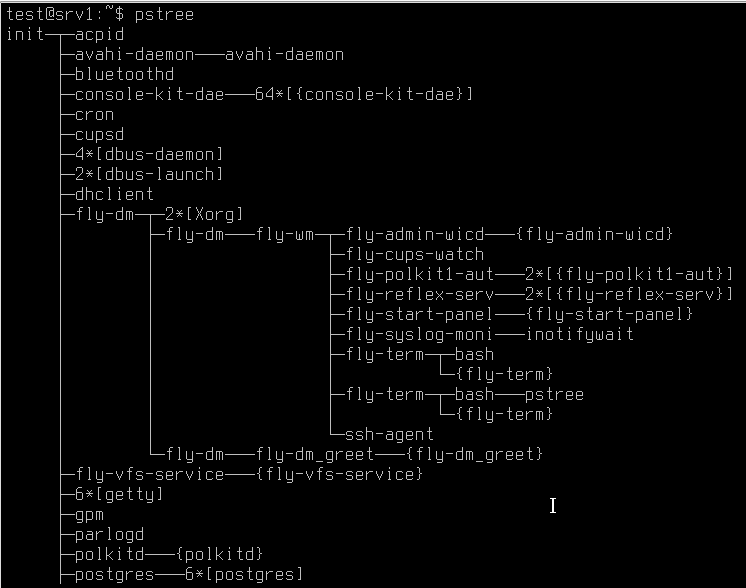 test@srv1:~$ pstree
init─┬─acpid
     ├─avahi-daemon───avahi-daemon
     ├─bluetoothd
     ├─console-kit-dae───64*[{console-kit-dae}]
     ├─cron
     ├─cupsd
     ├─4*[dbus-daemon]
     ├─2*[dbus-launch]
     ├─dhclient
     ├─fly-dm─┬─2*[Xorg]
     │        ├─fly-dm───fly-wm─┬─fly-admin-wicd───{fly-admin-wicd}
     │        │                 ├─fly-cups-watch
     │        │                 ├─fly-polkit1-aut───2*[{fly-polkit1-aut}]
     │        │                 ├─fly-reflex-serv───2*[{fly-reflex-serv}]
     │        │                 ├─fly-start-panel───{fly-start-panel}
     │        │                 ├─fly-syslog-moni───inotifywait
     │        │                 ├─fly-term─┬─bash
     │        │                 │          └─{fly-term}
     │        │                 ├─fly-term─┬─bash───pstree
     │        │                 │          └─{fly-term}
     │        │                 └─ssh-agent
     │        └─fly-dm───fly-dm_greet───{fly-dm_greet}
     ├─fly-vfs-service───{fly-vfs-service}
     ├─6*[getty]
     ├─gpm
     ├─parlogd
     ├─polkitd───{polkitd}
     ├─postgres───6*[postgres]